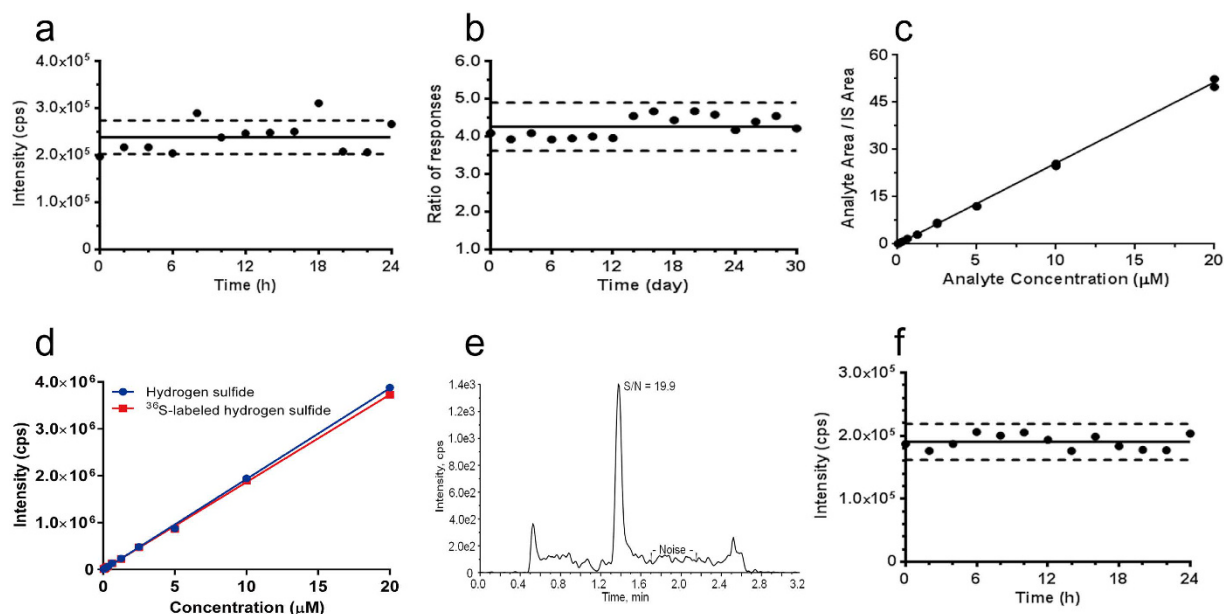 a
4.0×10⁵
3.0×10⁵
2.0×10⁵
1.0×10⁵
0
Intensity (cps)
0 6 12 18 24
Time (h)
b
6.0
5.0
4.0
3.0
2.0
1.0
Ratio of responses
0 6 12 18 24 30
Time (day)
c
60
45
30
15
0
Analyte Area / IS Area
0 5 10 15 20
Analyte Concentration (µM)
d
4.0×10⁶
3.0×10⁶
2.0×10⁶
1.0×10⁶
0
Intensity (cps)
Hydrogen sulfide
³⁶S-labeled hydrogen sulfide
0 5 10 15 20
Concentration (µM)
e
1.4e3
1.2e3
1.0e3
8.0e2
6.0e2
4.0e2
2.0e2
0.0
Intensity, cps
S/N = 19.9
- Noise -
0.0 0.4 0.8 1.2 1.6 2.0 2.4 2.8 3.2
Time, min
f
3.0×10⁵
2.0×10⁵
1.0×10⁵
0
Intensity (cps)
0 6 12 18 24
Time (h)